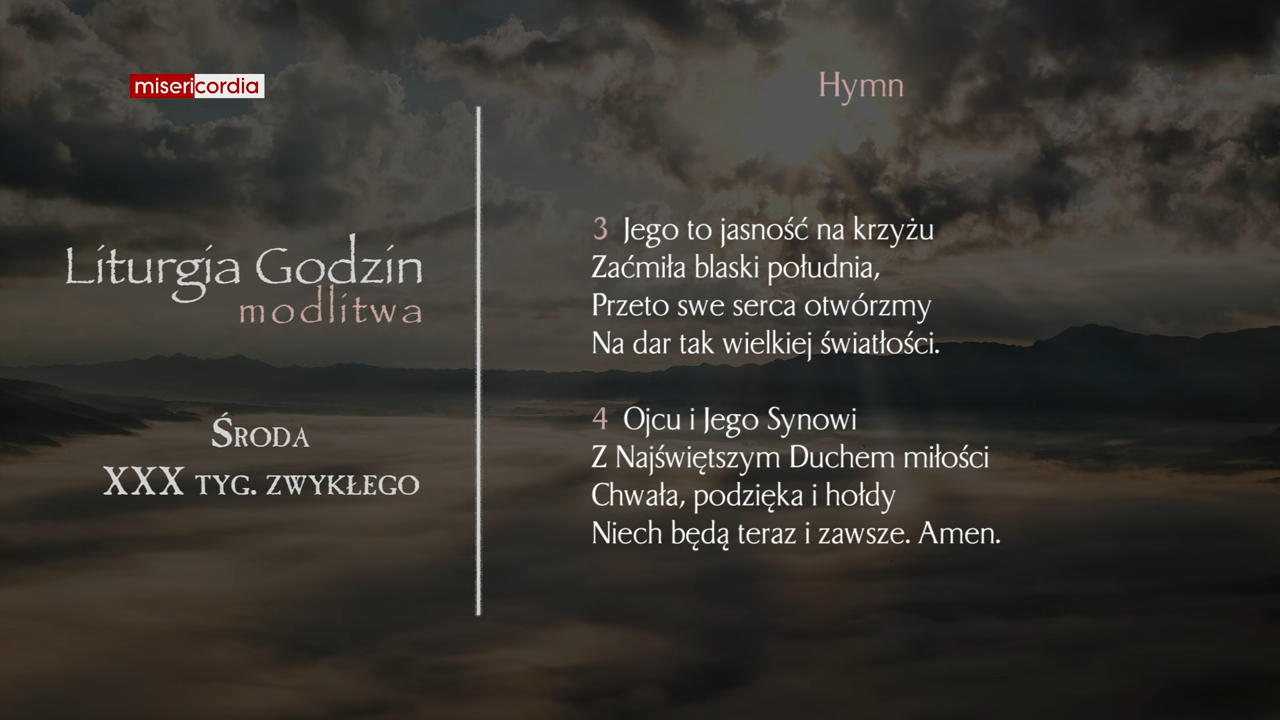 misericordia
Liturgia Godzin
modlitwa
Środa
XXX tyg. zwykłego
Hymn
3 Jego to jasność na krzyżu
Zaćmiła blaski południa,
Przeto swe serca otwórzmy
Na dar tak wielkiej światłości.
4 Ojcu i Jego Synowi
Z Najświętszym Duchem miłości
Chwała, podzięka i hołdy
Niech będą teraz i zawsze. Amen.